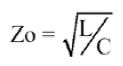 Zo = √L/C